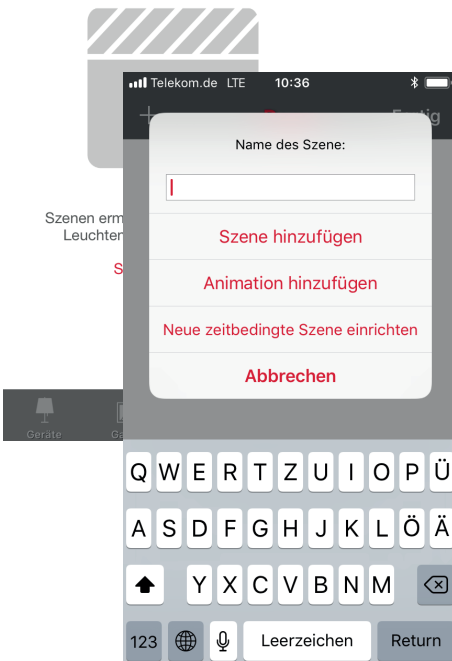 Telekom.de LTE 10:36
Name des Szene:
Szene hinzufügen
Animation hinzufügen
Neue zeitbedingte Szene einrichten
Abbrechen
Szenen
Leuchten
Geräte
Q W E R T Z U I O P Ü
A S D F G H J K L Ö Ä
Y X C V B N M
123 Leerzeichen Return